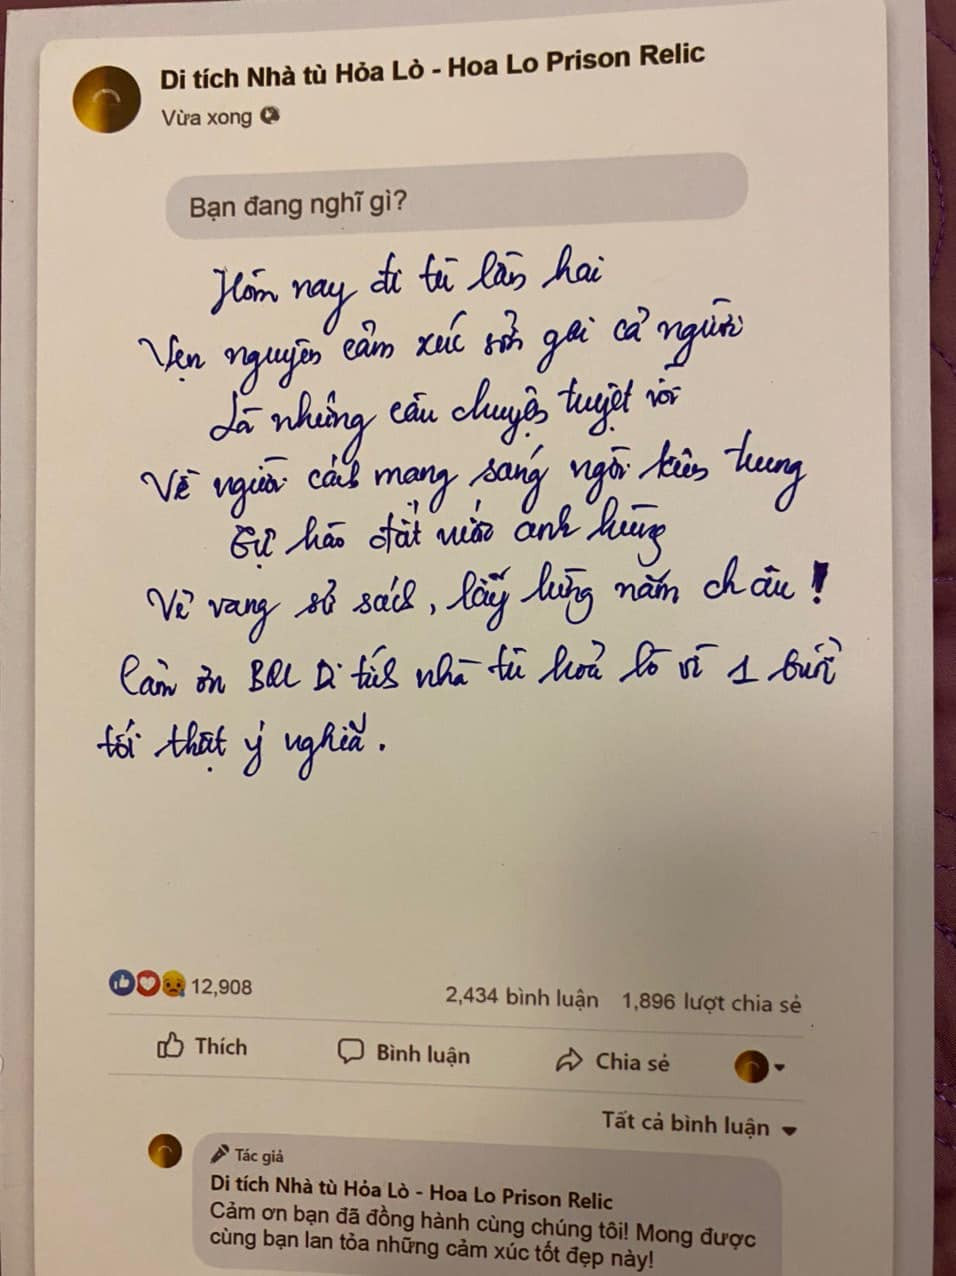 Di tích Nhà tù Hỏa Lò - Hoa Lo Prison Relic
Vừa xong
Bạn đang nghĩ gì?
Hôm nay đi tù lần hai
Vẹn nguyên cảm xúc sởn gai cả người
Là những câu chuyện tuyệt vời
Về người cách mạng sáng ngời kiên trung
Tự hào đất nước anh hùng
Vẻ vang sử sách, lẫy lừng năm châu!
Cảm ơn BQL Di tích nhà tù hoả lò vì 1 buổi
tối thật ý nghĩa.
12,908
2,434 bình luận 1,896 lượt chia sẻ
Thích Bình luận Chia sẻ
Tất cả bình luận
Tác giả
Di tích Nhà tù Hỏa Lò - Hoa Lo Prison Relic
Cảm ơn bạn đã đồng hành cùng chúng tôi! Mong được
cùng bạn lan tỏa những cảm xúc tốt đẹp này!